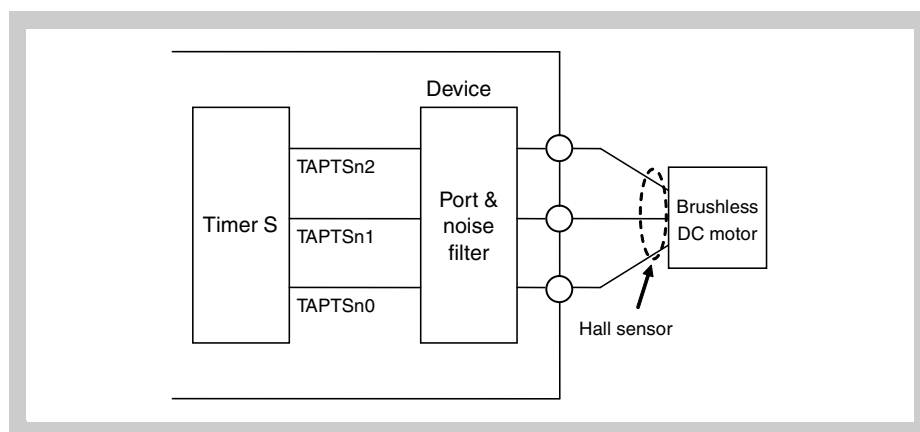 Device
Timer S
TAPTSn2
TAPTSn1
TAPTSn0
Port &
noise
filter
Brushless
DC motor
Hall sensor